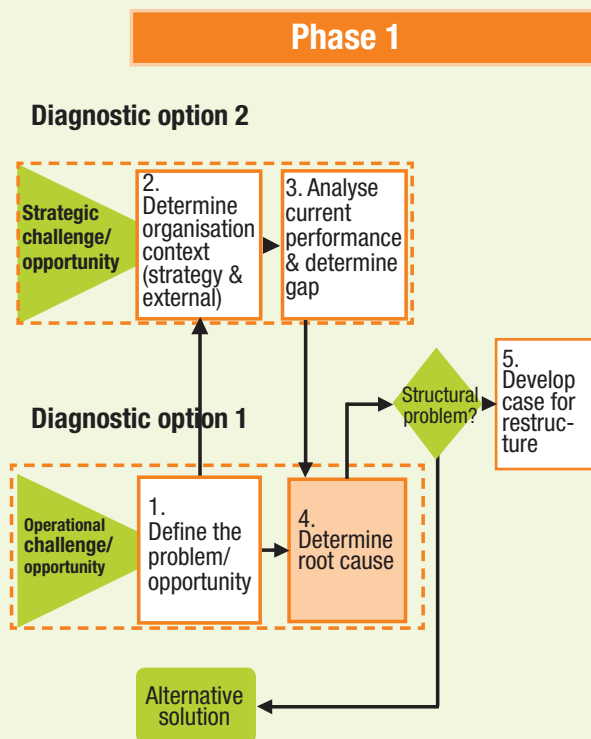 Phase 1
Diagnostic option 2
Strategic
challenge/
opportunity
2.
Determine
organisation
context
(strategy &
external)
3. Analyse
current
performance
& determine
gap
Structural
problem?
5.
Develop
case for
restruc-
ture
Diagnostic option 1
Operational
challenge/
opportunity
1.
Define the
problem/
opportunity
4.
Determine
root cause
Alternative
solution